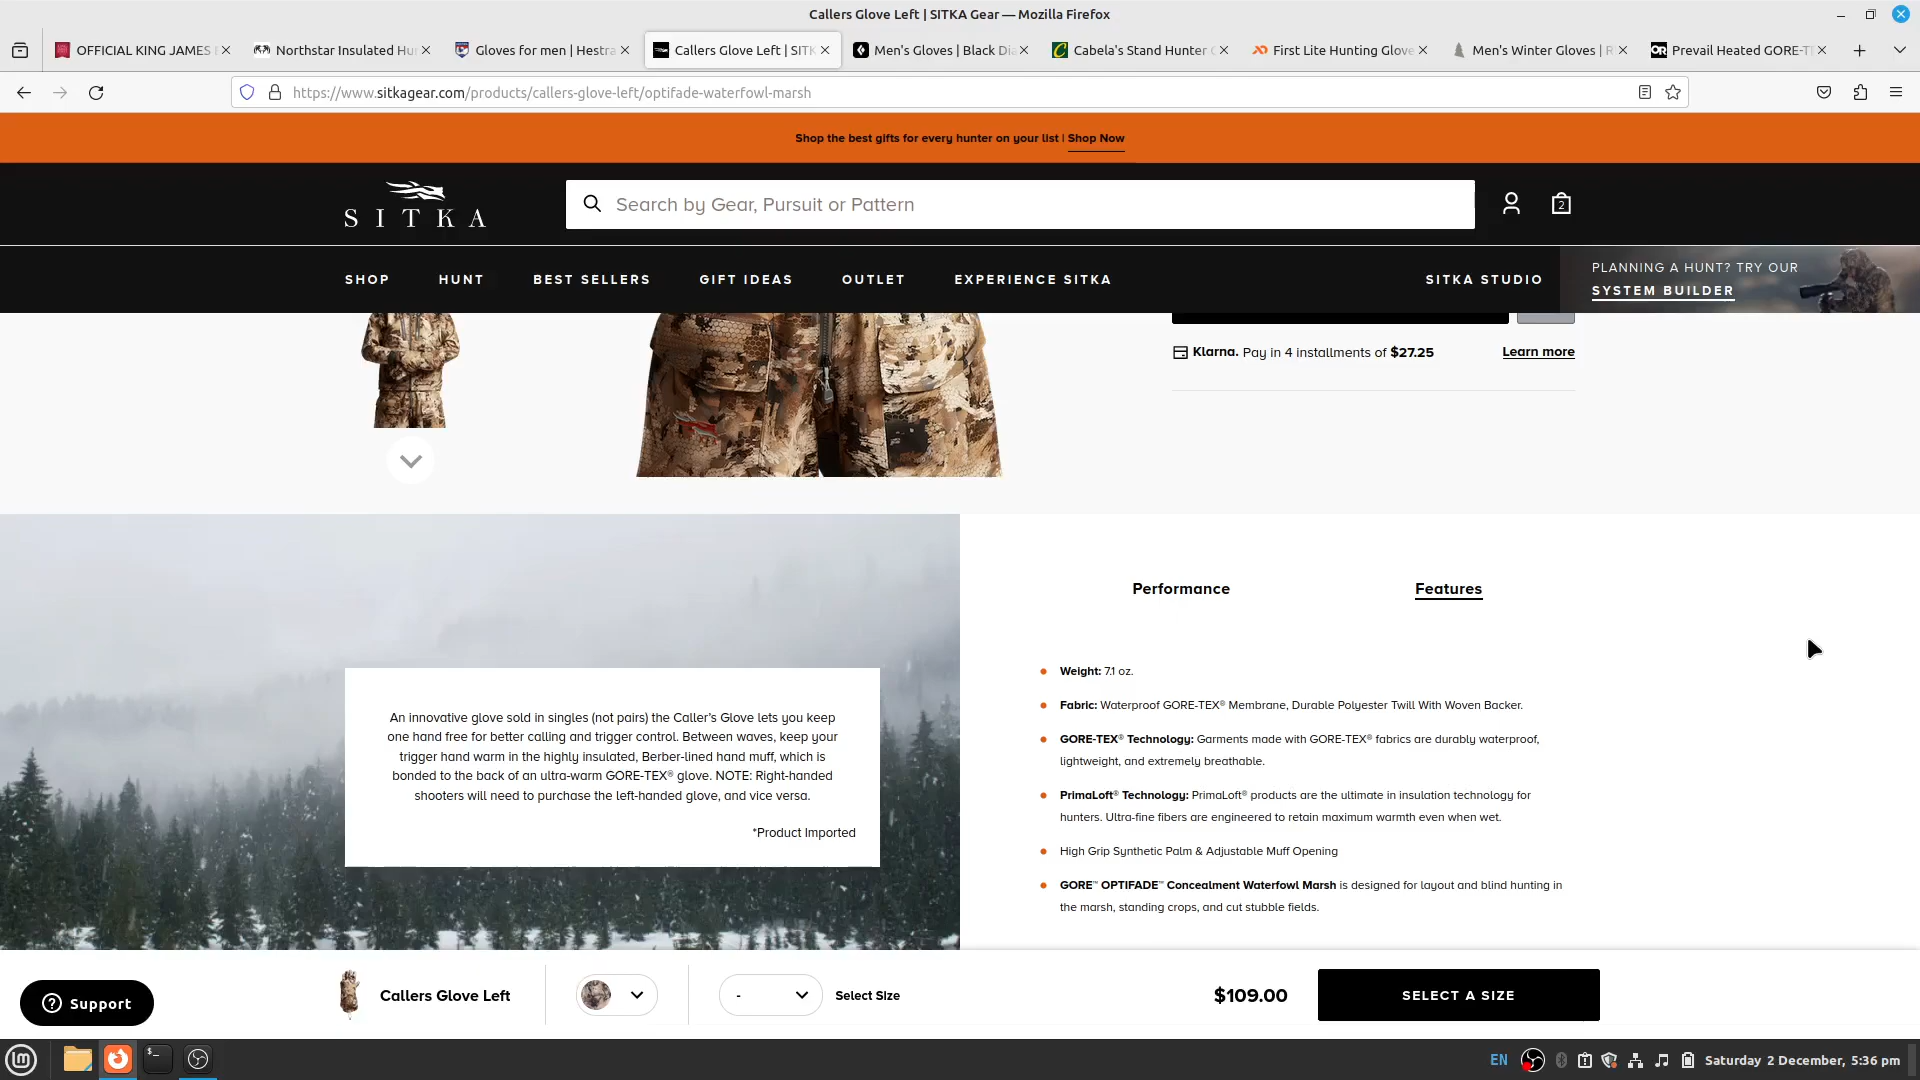 Callers Glove Left | SITKA Gear — Mozilla Firefox
OFFICIAL KING JAMES
Northstar Insulated Hu
Gloves for men | Hestra
Callers Glove Left | SITK
Men's Gloves | Black Dia
Cabela's Stand Hunter
First Lite Hunting Glove
Men's Winter Gloves | R
Prevail Heated GORE-T
https://www.sitkagear.com/products/callers-glove-left/optifade-waterfowl-marsh
Shop the best gifts for every hunter on your list | Shop Now
SITKA
Search by Gear, Pursuit or Pattern
2
SHOP
HUNT
BEST SELLERS
GIFT IDEAS
OUTLET
EXPERIENCE SITKA
SITKA STUDIO
PLANNING A HUNT? TRY OUR
SYSTEM BUILDER
Klarna. Pay in 4 installments of $27.25
Learn more
Performance
Features
An innovative glove sold in singles (not pairs) the Caller's Glove lets you keep
one hand free for better calling and trigger control. Between waves, keep your
trigger hand warm in the highly insulated, Berber-lined hand muff, which is
bonded to the back of an ultra-warm GORE-TEX® glove. NOTE: Right-handed
shooters will need to purchase the left-handed glove, and vice versa.
*Product Imported
Weight: 7.1 oz.
Fabric: Waterproof GORE-TEX® Membrane, Durable Polyester Twill With Woven Backer.
GORE-TEX® Technology: Garments made with GORE-TEX® fabrics are durably waterproof,
lightweight, and extremely breathable.
PrimaLoft® Technology: PrimaLoft® products are the ultimate in insulation technology for
hunters. Ultra-fine fibers are engineered to retain maximum warmth even when wet.
High Grip Synthetic Palm & Adjustable Muff Opening
GORE™ OPTIFADE™ Concealment Waterfowl Marsh is designed for layout and blind hunting in
the marsh, standing crops, and cut stubble fields.
Support
Callers Glove Left
-
Select Size
$109.00
SELECT A SIZE
EN
Saturday 2 December, 5:36 pm